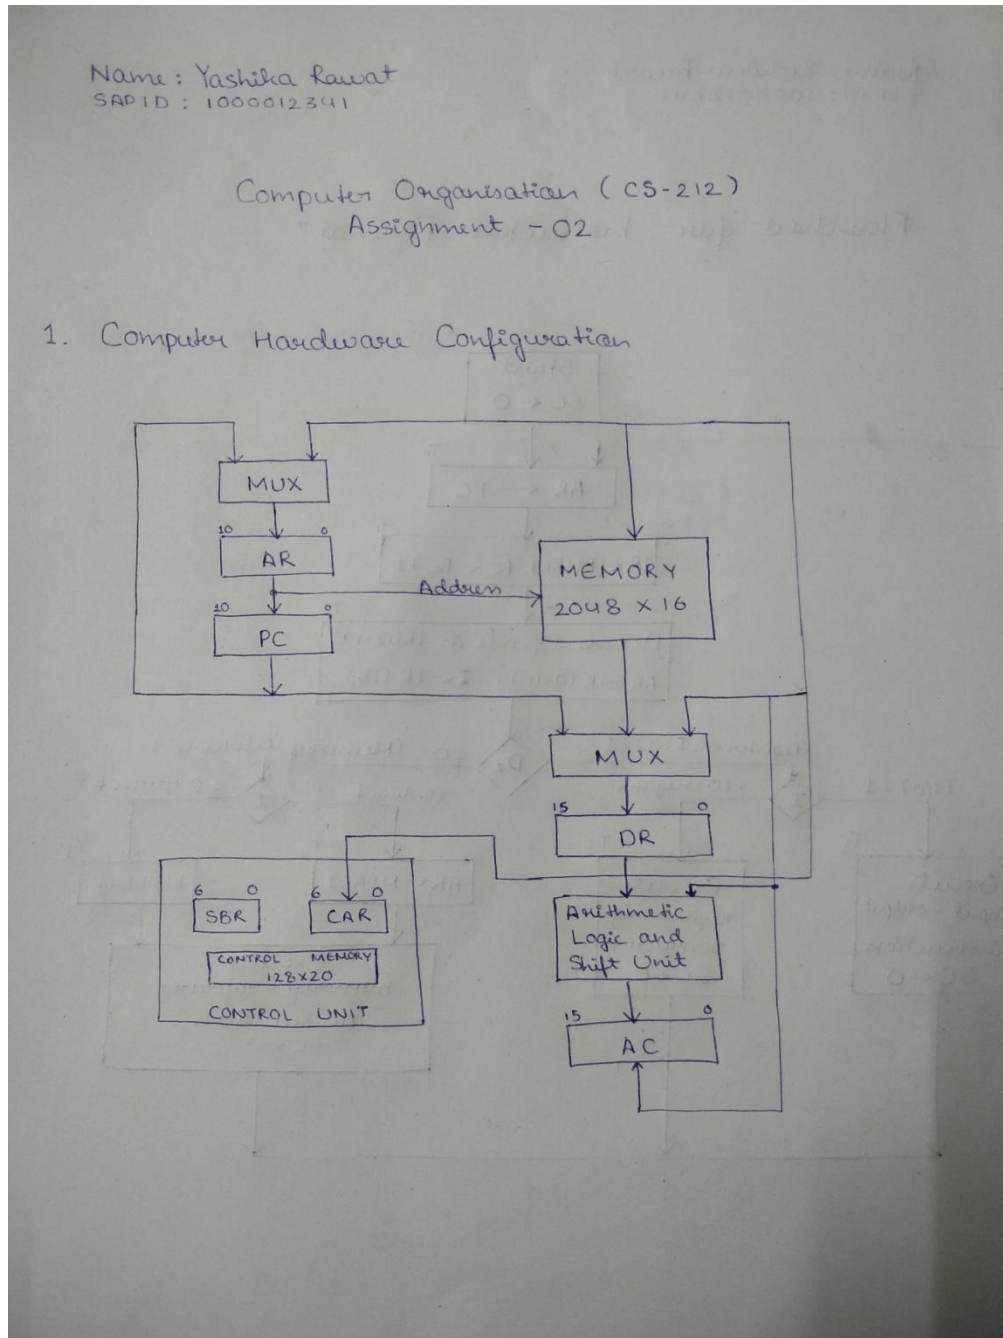 Name : Yashika Rawat
SAP ID : 1000012341
Computer Organisation ( CS-212 )
Assignment - 02
1. Computer Hardware Configuration
MUX
10 0
AR
Address
10 0
PC
MEMORY
2048 X 16
MUX
15 0
DR
6 0
SBR
6 0
CAR
CONTROL MEMORY
128X20
CONTROL UNIT
Arithmetic
Logic and
Shift Unit
15 0
AC